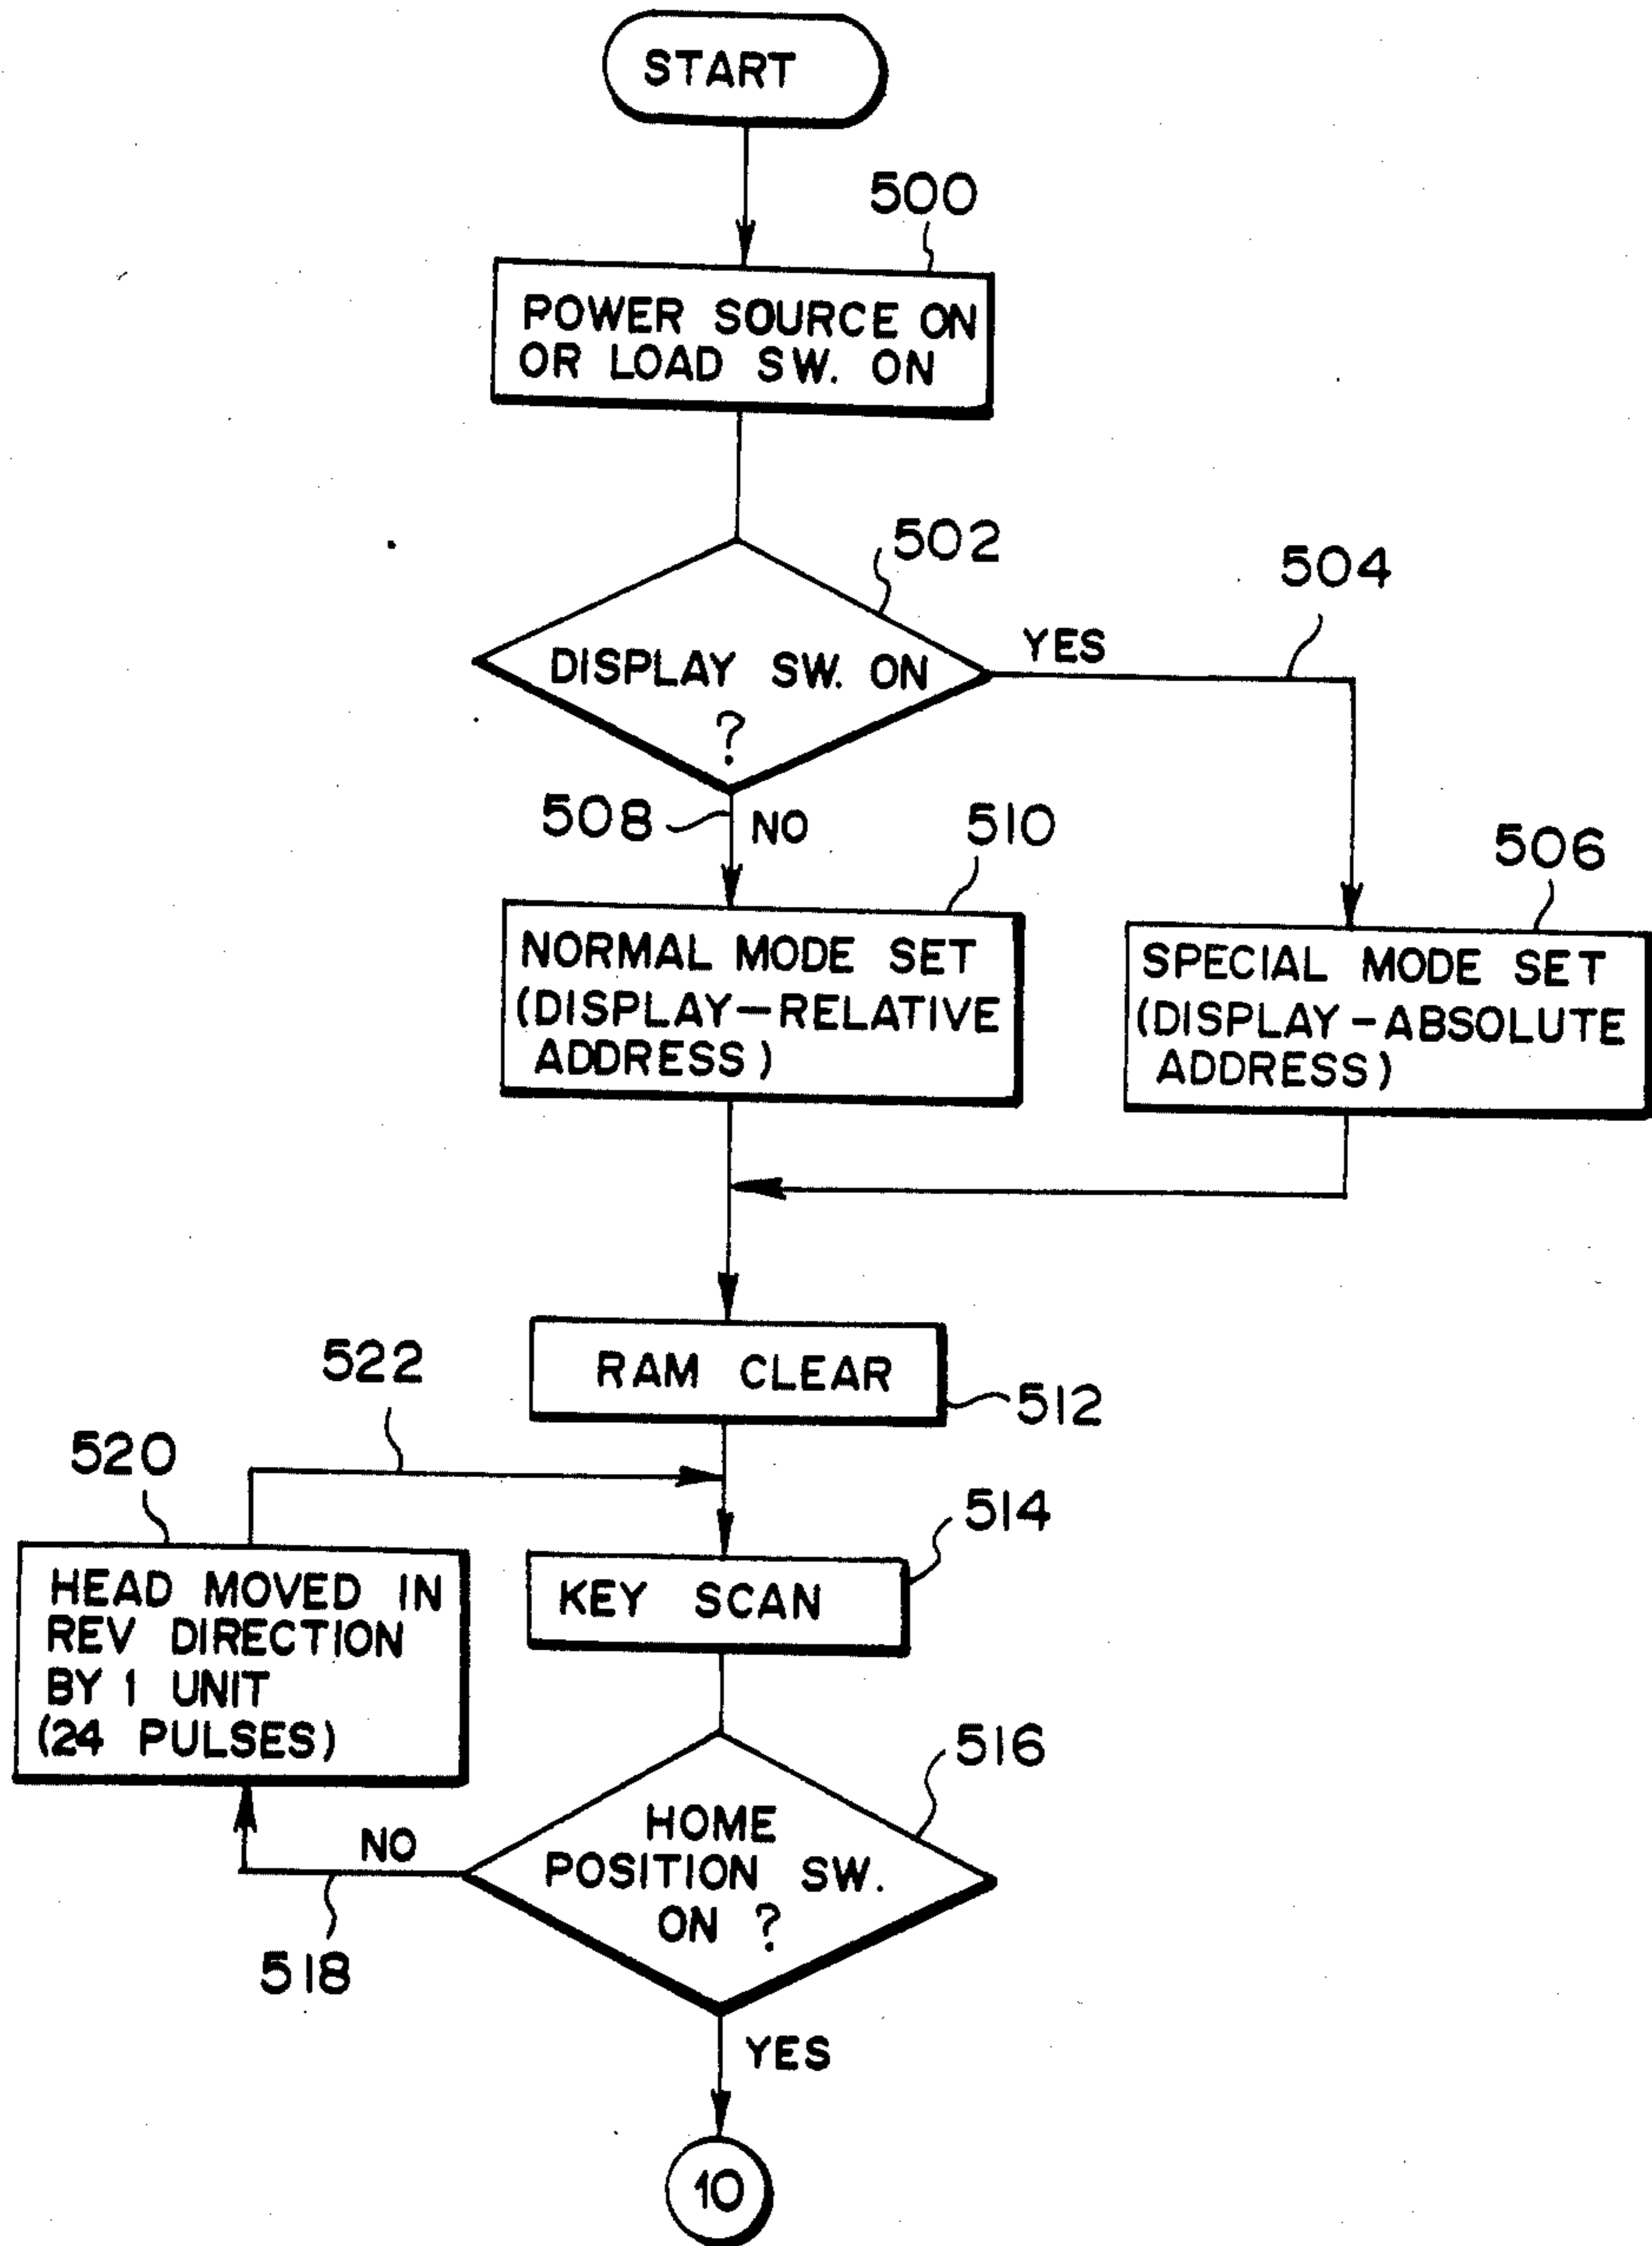 START
500
POWER SOURCE ON
OR LOAD SW. ON
502
504
DISPLAY SW. ON
?
YES
508
NO
510
506
NORMAL MODE SET
(DISPLAY-RELATIVE
ADDRESS)
SPECIAL MODE SET
(DISPLAY-ABSOLUTE
ADDRESS)
RAM CLEAR
512
522
520
514
HEAD MOVED IN
REV DIRECTION
BY 1 UNIT
(24 PULSES)
KEY SCAN
516
HOME
POSITION SW.
ON ?
NO
518
YES
10